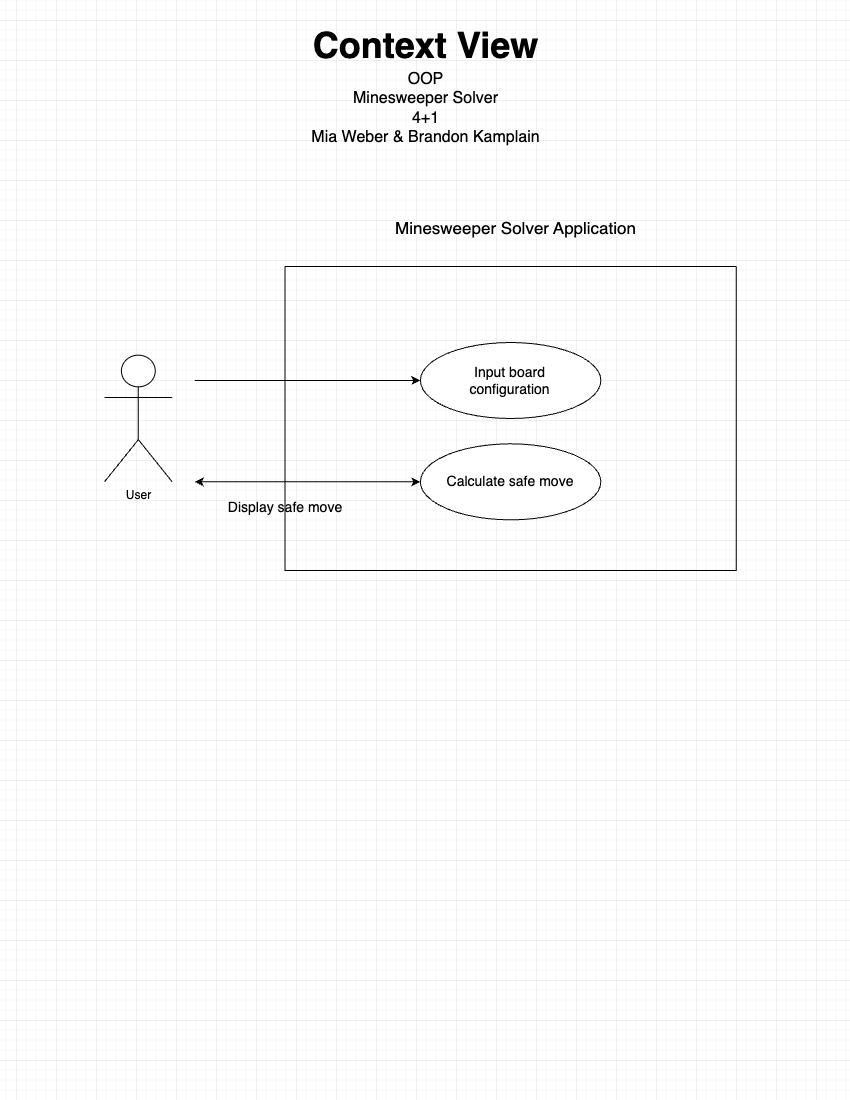 Context View
OOP
Minesweeper Solver
4+1
Mia Weber & Brandon Kamplain
Minesweeper Solver Application
Input board
configuration
Calculate safe move
User
Display safe move